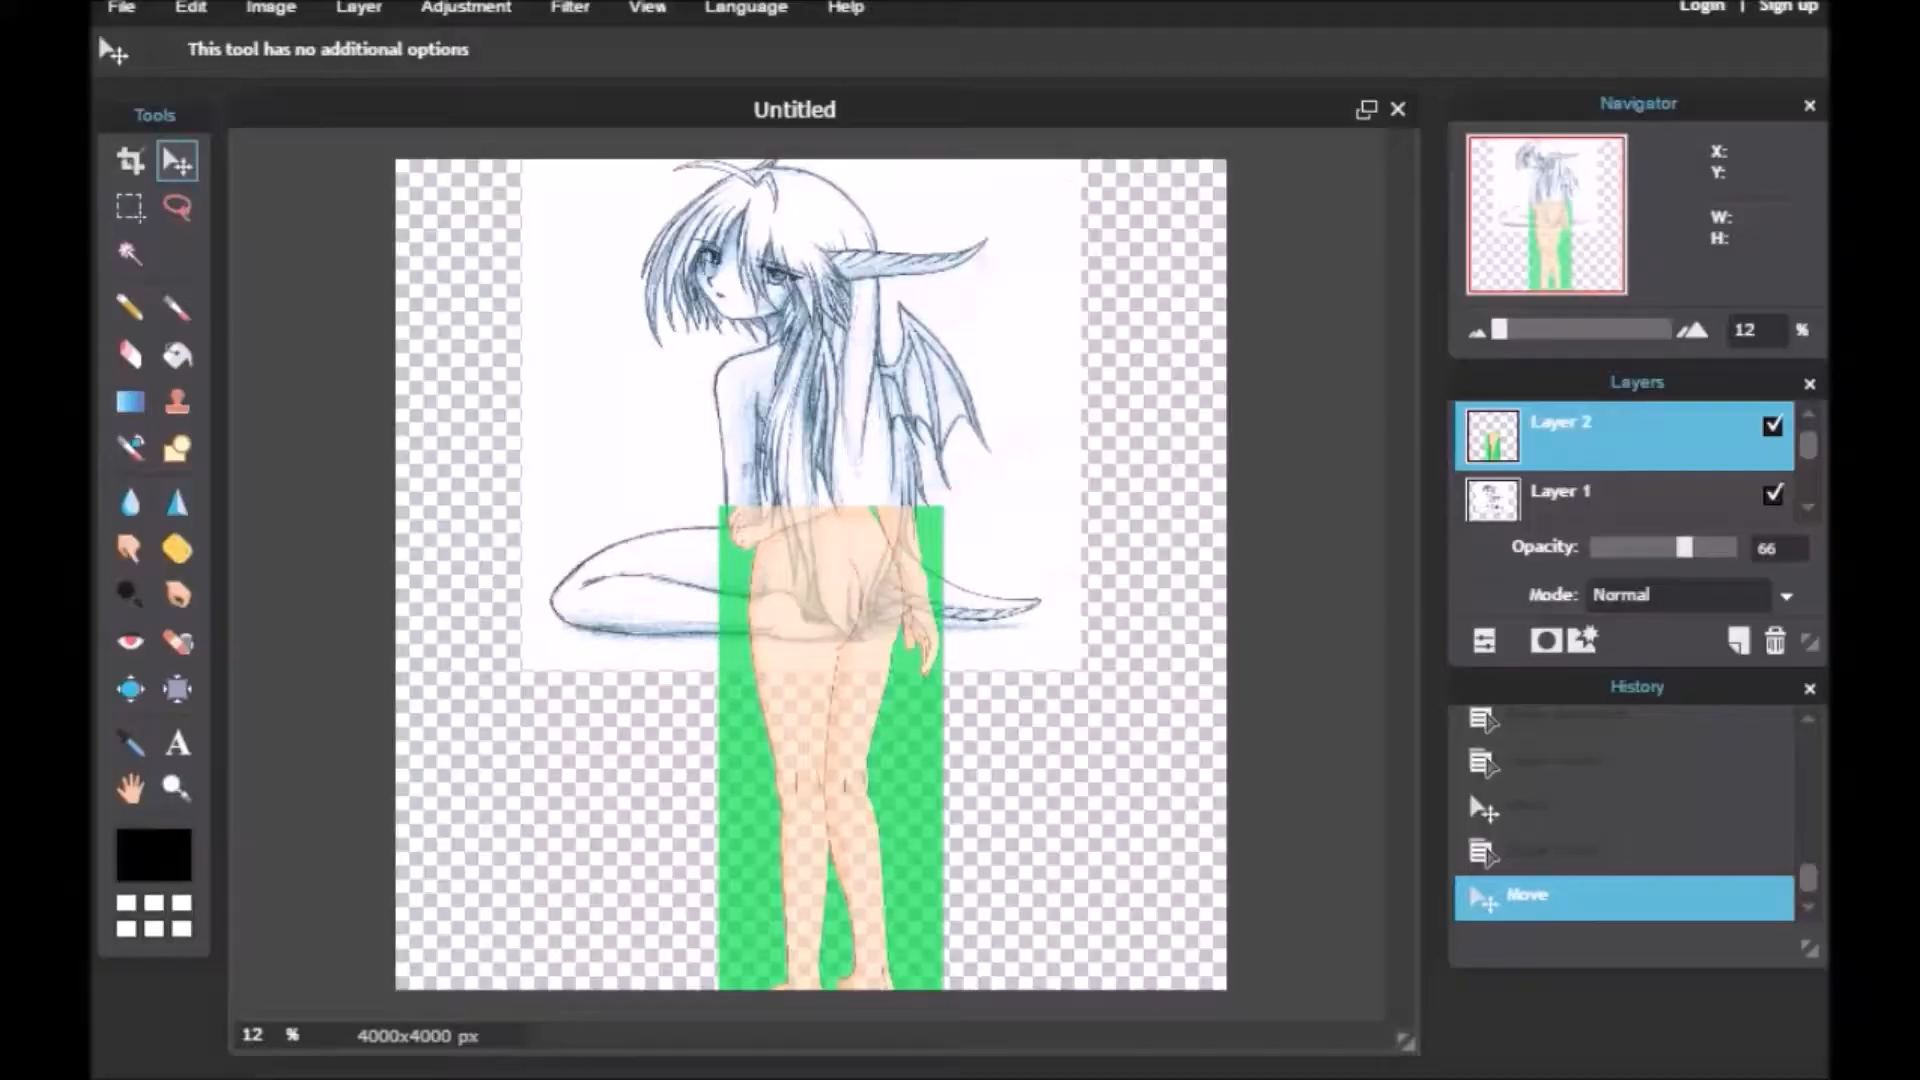 File Edit Image Layer Adjustment Filter View Language Help Login | Sign up
This tool has no additional options
Tools
Untitled
Navigator
X:
Y:
W:
H:
12 %
Layers
Layer 2
Layer 1
Opacity: 66
Mode: Normal
History
Move
A
12 % 4000x4000 px